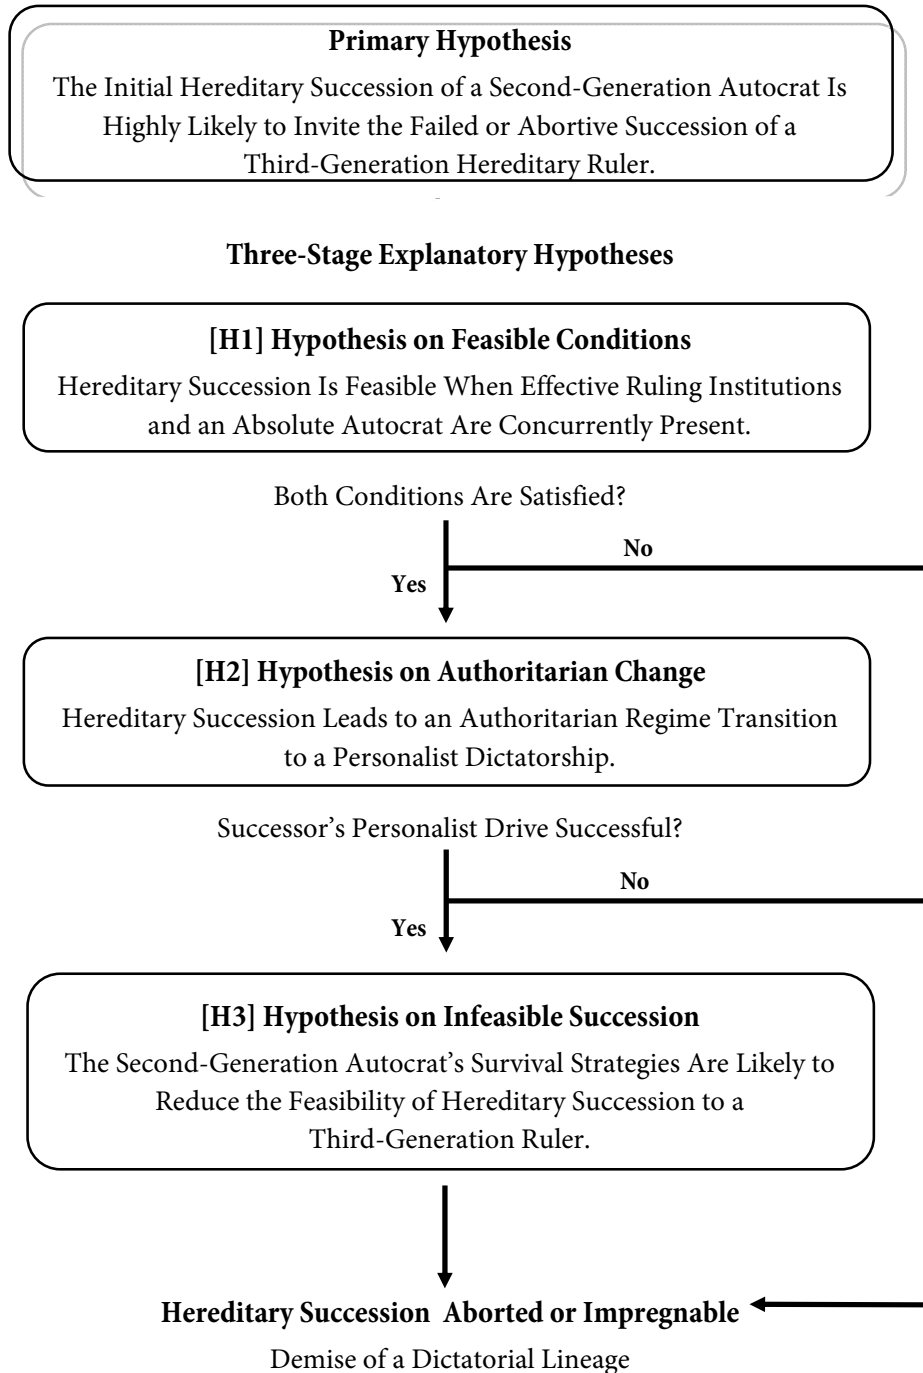 Primary Hypothesis
The Initial Hereditary Succession of a Second-Generation Autocrat Is
Highly Likely to Invite the Failed or Abortive Succession of a
Third-Generation Hereditary Ruler.
Three-Stage Explanatory Hypotheses
[H1] Hypothesis on Feasible Conditions
Hereditary Succession Is Feasible When Effective Ruling Institutions
and an Absolute Autocrat Are Concurrently Present.
Both Conditions Are Satisfied?
No
Yes
[H2] Hypothesis on Authoritarian Change
Hereditary Succession Leads to an Authoritarian Regime Transition
to a Personalist Dictatorship.
Successor's Personalist Drive Successful?
No
Yes
[H3] Hypothesis on Infeasible Succession
The Second-Generation Autocrat's Survival Strategies Are Likely to
Reduce the Feasibility of Hereditary Succession to a
Third-Generation Ruler.
Hereditary Succession Aborted or Impregnable
Demise of a Dictatorial Lineage